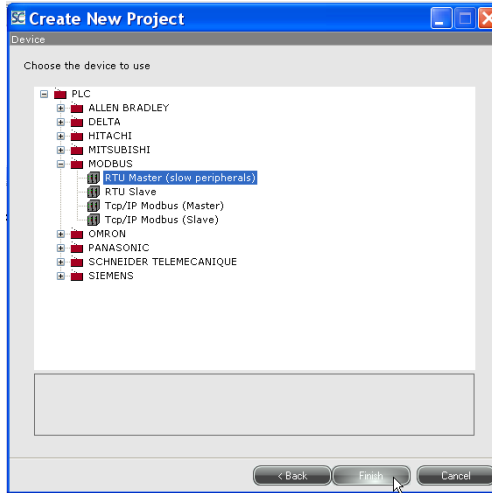 SC Create New Project
Device
Choose the device to use
PLC
ALLEN BRADLEY
DELTA
HITACHI
MITSUBISHI
MODBUS
RTU Master (slow peripherals)
RTU Slave
Tcp/IP Modbus (Master)
Tcp/IP Modbus (Slave)
OMRON
PANASONIC
SCHNEIDER TELEMECANIQUE
SIEMENS
< Back Finish Cancel